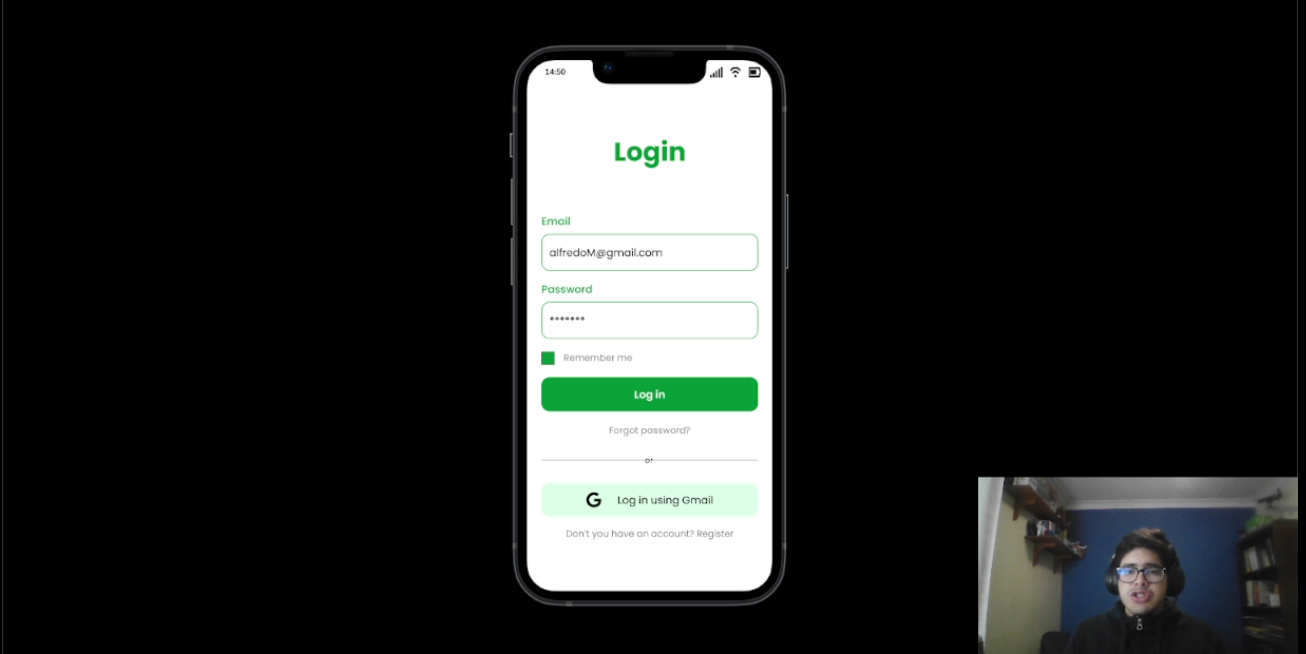 14:50
Login
Email
alfredoM@gmail.com
Password
*******
Remember me
Log in
Forgot password?
or
G Log in using Gmail
Don't you have an account? Register